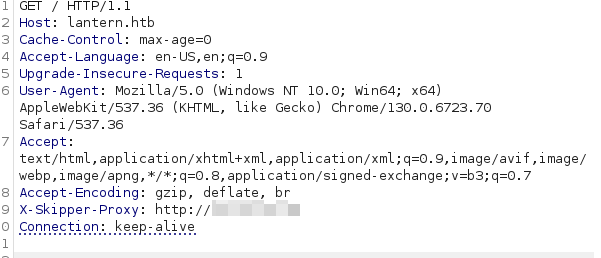 1 GET / HTTP/1.1
2 Host: lantern.htb
3 Cache-Control: max-age=0
4 Accept-Language: en-US,en;q=0.9
5 Upgrade-Insecure-Requests: 1
6 User-Agent: Mozilla/5.0 (Windows NT 10.0; Win64; x64)
AppleWebKit/537.36 (KHTML, like Gecko) Chrome/130.0.6723.70
Safari/537.36
7 Accept:
text/html,application/xhtml+xml,application/xml;q=0.9,image/avif,image/
webp,image/apng,*/*;q=0.8,application/signed-exchange;v=b3;q=0.7
8 Accept-Encoding: gzip, deflate, br
9 X-Skipper-Proxy: http://
0 Connection: keep-alive
1